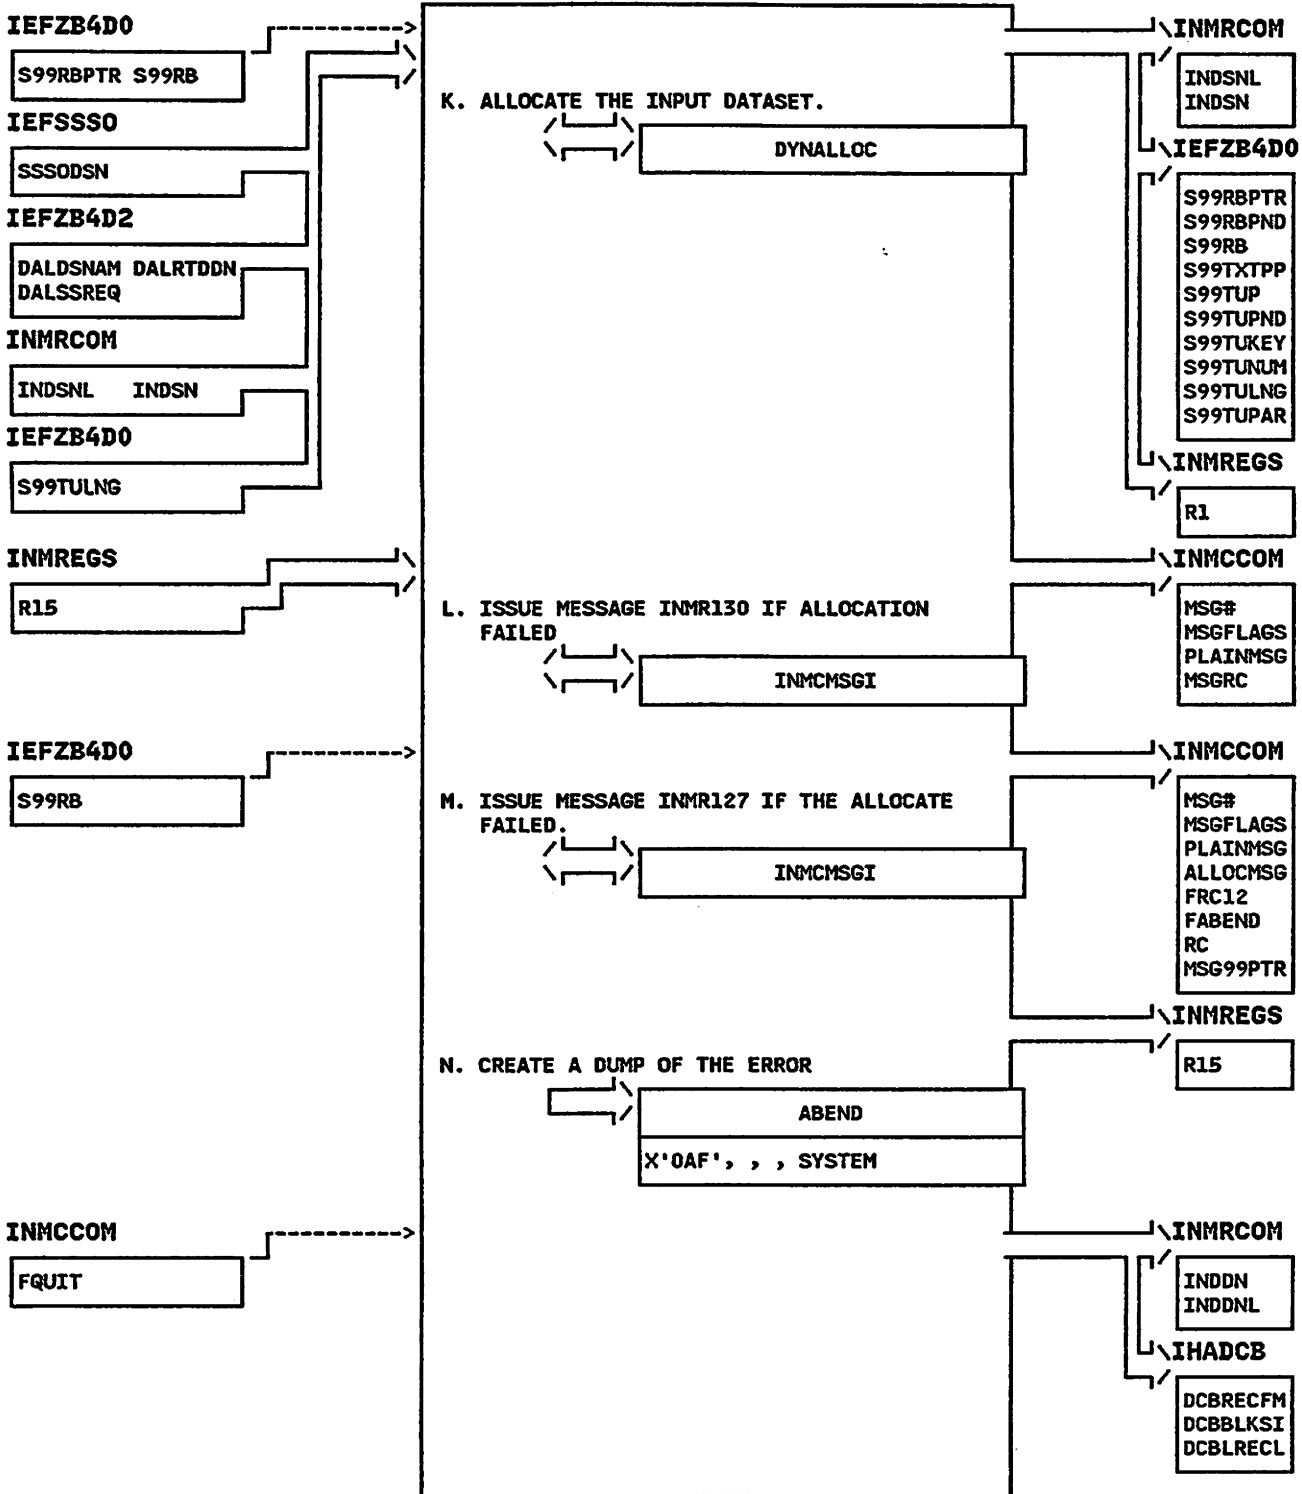 IEFZB4D0
S99RBPTR S99RB
IEFSSSO
SSSODSN
IEFZB4D2
DALDSNAM DALRTDDN
DALSSREQ
INMRCOM
INDSNL INDSN
IEFZB4D0
S99TULNG
INMREGS
R15
IEFZB4D0
S99RB
INMCCOM
FQUIT
K. ALLOCATE THE INPUT DATASET.
DYNALLOC
L. ISSUE MESSAGE INMR130 IF ALLOCATION
FAILED
INMCMSGI
M. ISSUE MESSAGE INMR127 IF THE ALLOCATE
FAILED.
INMCMSGI
N. CREATE A DUMP OF THE ERROR
ABEND
X'0AF', , , SYSTEM
INMRCOM
INDSNL
INDSN
IEFZB4D0
S99RBPTR
S99RBPND
S99RB
S99TXTPP
S99TUP
S99TUPND
S99TUKEY
S99TUNUM
S99TULNG
S99TUPAR
INMREGS
R1
INMCCOM
MSG#
MSGFLAGS
PLAINMSG
MSGRC
INMCCOM
MSG#
MSGFLAGS
PLAINMSG
ALLOCMSG
FRC12
FABEND
RC
MSG99PTR
INMREGS
R15
INMRCOM
INDDN
INDDNL
IHADCB
DCBRECFM
DCBBLKSI
DCBLRECL